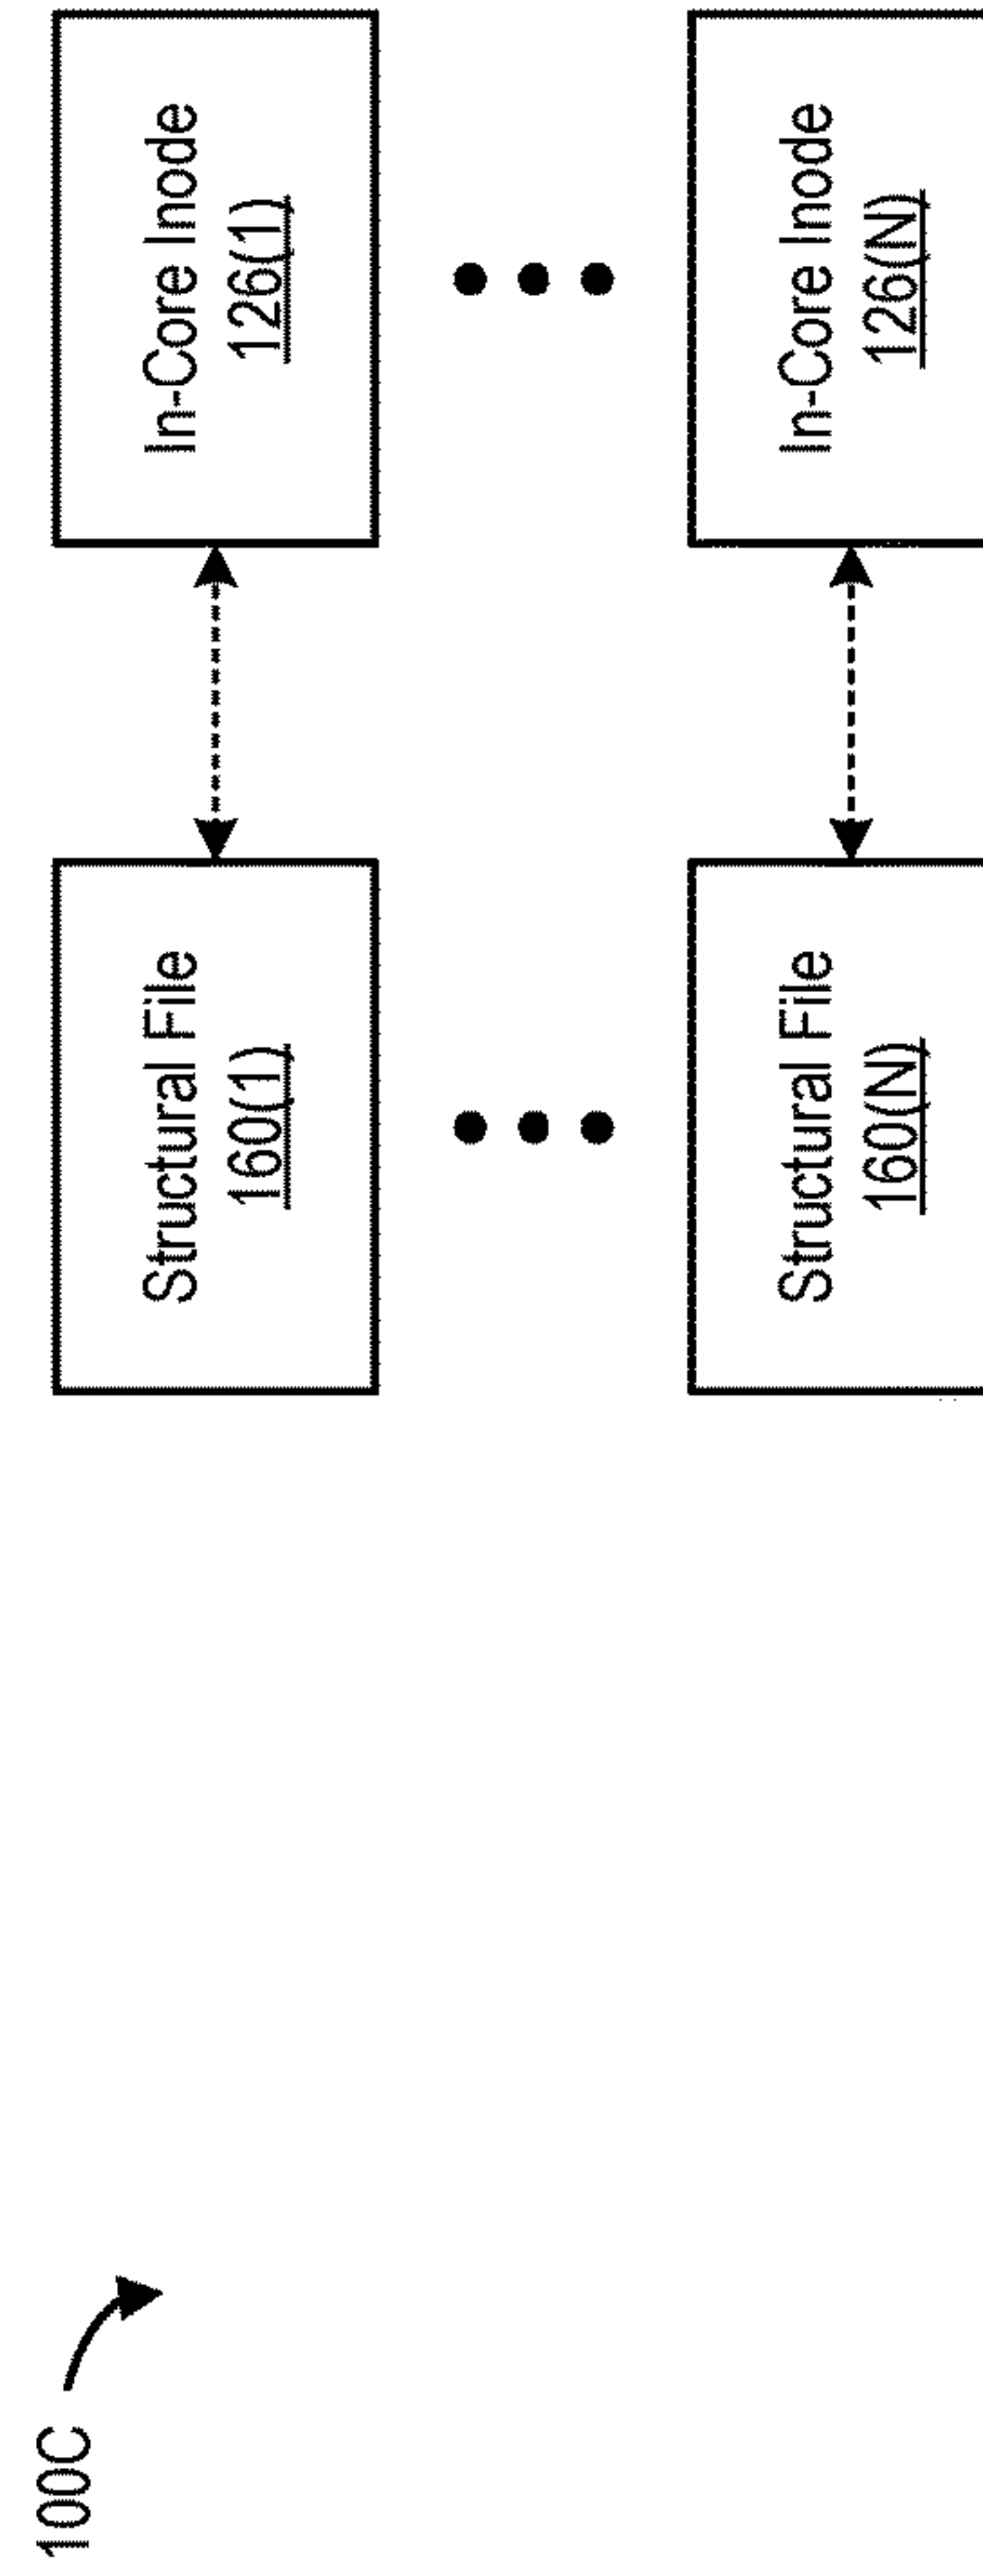 100C
Structural File
160(1)
In-Core Inode
126(1)
Structural File
160(N)
In-Core Inode
126(N)